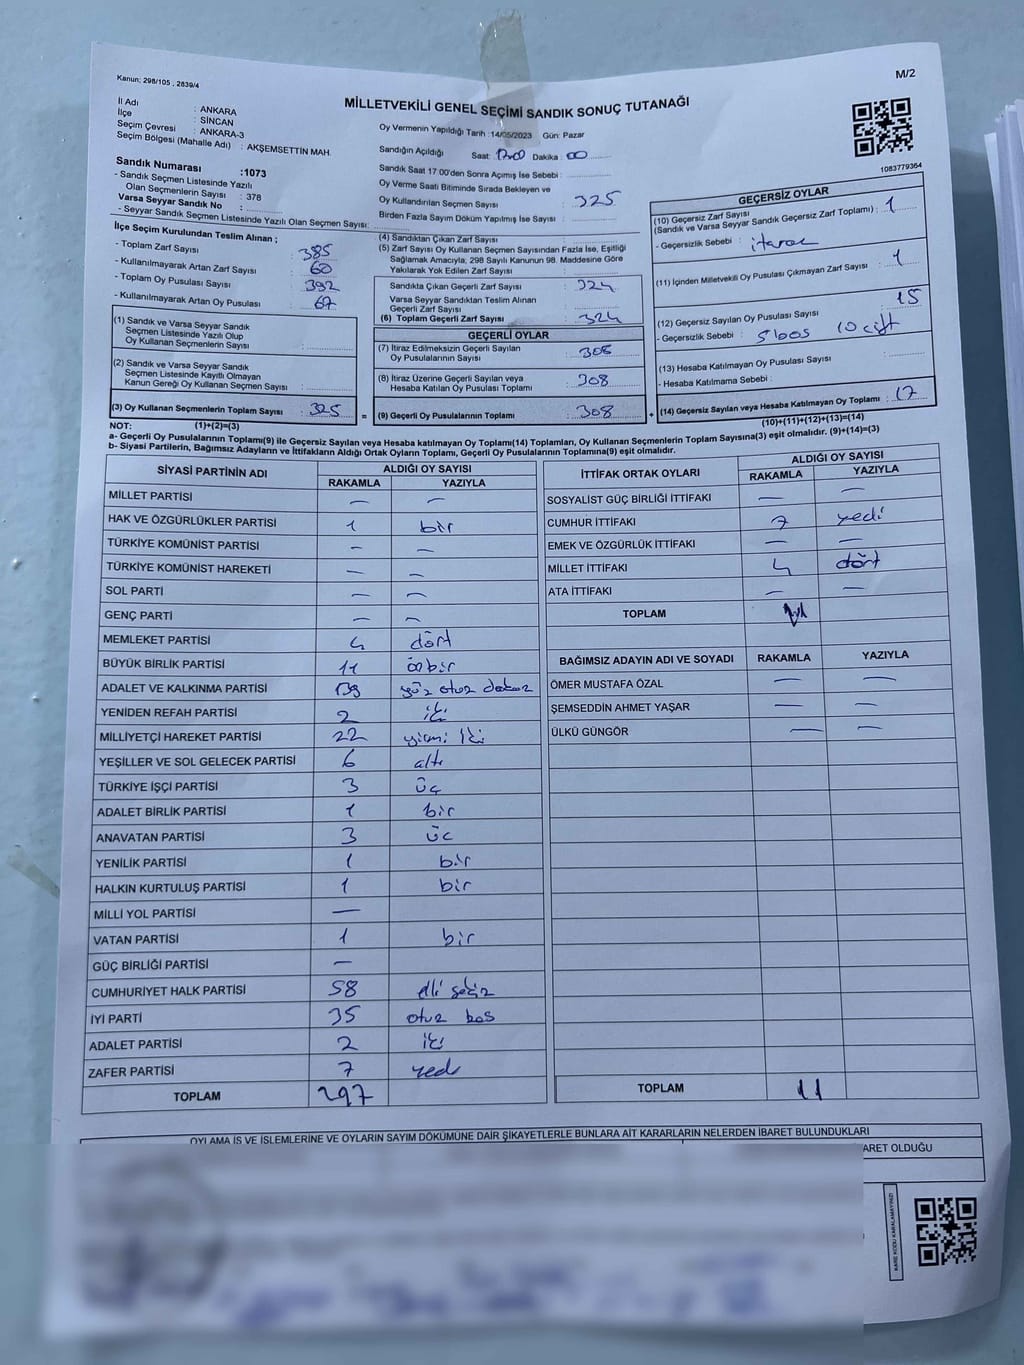 Kanun: 298/105 . 2839/4
M/2
MİLLETVEKİLİ GENEL SEÇİMİ SANDIK SONUÇ TUTANAĞI
İl Adı : ANKARA
İlçe : SİNCAN
Seçim Çevresi : ANKARA-3
Seçim Bölgesi (Mahalle Adı) : AKŞEMSETTİN MAH.
Sandık Numarası :1073
- Sandık Seçmen Listesinde Yazılı
Olan Seçmenlerin Sayısı : 378
Varsa Seyyar Sandık No :
- Seyyar Sandık Seçmen Listesinde Yazılı Olan Seçmen Sayısı:
İlçe Seçim Kurulundan Teslim Alınan ;
- Toplam Zarf Sayısı : 385
- Kullanılmayarak Artan Zarf Sayısı : 60
- Toplam Oy Pusulası Sayısı : 392
- Kullanılmayarak Artan Oy Pusulası : 67
(1) Sandık ve Varsa Seyyar Sandık
Seçmen Listesinde Yazılı Olup
Oy Kullanan Seçmenlerin Sayısı :
(2) Sandık ve Varsa Seyyar Sandık
Seçmen Listesinde Kayıtlı Olmayan
Kanun Gereği Oy Kullanan Seçmen Sayısı :
(3) Oy Kullanan Seçmenlerin Toplam Sayısı : 325 =
Oy Vermenin Yapıldığı Tarih :14/05/2023 Gün: Pazar
Sandığın Açıldığı Saat: 17:00 Dakika : 00
Sandık Saat 17 00'den Sonra Açımış İse Sebebi :
Oy Verme Saati Bitiminde Sırada Bekleyen ve
Oy Kullandırılan Seçmen Sayısı : 325
Birden Fazla Sayım Döküm Yapılmış İse Sayısı :
(4) Sandıktan Çıkan Zarf Sayısı :
(5) Zarf Sayısı Oy Kullanan Seçmen Sayısından Fazla İse, Eşitliği
Sağlamak Amacıyla, 298 Sayılı Kanunun 98. Maddesine Göre
Yakılarak Yok Edilen Zarf Sayısı :
Sandıkta Çıkan Geçerli Zarf Sayısı : 324
Varsa Seyyar Sandıktan Teslim Alınan
Geçerli Zarf Sayısı :
(6) Toplam Geçerli Zarf Sayısı : 324
GEÇERLİ OYLAR
(7) İtiraz Edilmeksizin Geçerli Sayılan
Oy Pusulalarının Sayısı : 308
(8) İtiraz Üzerine Geçerli Sayılan veya
Hesaba Katılan Oy Pusulası Toplamı : 308
(9) Geçerli Oy Pusulalarının Toplamı : 308 +
1083779364
GEÇERSİZ OYLAR
(10) Geçersiz Zarf Sayısı
(Sandık ve Varsa Seyyar Sandık Geçersiz Zarf Toplamı) : 1
- Geçersizlik Sebebi :
(11) İçinden Milletvekili Oy Pusulası Çıkmayan Zarf Sayısı : 1
(12) Geçersiz Sayılan Oy Pusulası Sayısı : 15
- Geçersizlik Sebebi : 5 boş 10 çift
(13) Hesaba Katılmayan Oy Pusulası Sayısı :
- Hesaba Katılmama Sebebi :
(14) Geçersiz Sayılan veya Hesaba Katılmayan Oy Toplamı : 17
NOT: (1)+(2)=(3) (10)+(11)+(12)+(13)=(14)
a- Geçerli Oy Pusulalarının Toplamı(9) ile Geçersiz Sayılan veya Hesaba katılmayan Oy Toplamı(14) Toplamları, Oy Kullanan Seçmenlerin Toplam Sayısına(3) eşit olmalıdır. (9)+(14)=(3)
b- Siyasi Partilerin, Bağımsız Adayların ve İttifakların Aldığı Ortak Oyların Toplamı, Geçerli Oy Pusulalarının Toplamına(9) eşit olmalıdır.
SİYASİ PARTİNİN ADI ALDIĞI OY SAYISI
RAKAMLA YAZIYLA
MİLLET PARTİSİ — —
HAK VE ÖZGÜRLÜKLER PARTİSİ 1 bir
TÜRKİYE KOMÜNİST PARTİSİ — —
TÜRKİYE KOMÜNİST HAREKETİ — —
SOL PARTİ — —
GENÇ PARTİ — —
MEMLEKET PARTİSİ 4 dört
BÜYÜK BİRLİK PARTİSİ 11 onbir
ADALET VE KALKINMA PARTİSİ 139 yüz otuz dokuz
YENİDEN REFAH PARTİSİ 2 iki
MİLLİYETÇİ HAREKET PARTİSİ 22 yirmi iki
YEŞİLLER VE SOL GELECEK PARTİSİ 6 altı
TÜRKİYE İŞÇİ PARTİSİ 3 üç
ADALET BİRLİK PARTİSİ 1 bir
ANAVATAN PARTİSİ 3 üç
YENİLİK PARTİSİ 1 bir
HALKIN KURTULUŞ PARTİSİ 1 bir
MİLLİ YOL PARTİSİ —
VATAN PARTİSİ 1 bir
GÜÇ BİRLİĞİ PARTİSİ —
CUMHURİYET HALK PARTİSİ 58 elli sekiz
İYİ PARTİ 35 otuz beş
ADALET PARTİSİ 2 iki
ZAFER PARTİSİ 7 yedi
TOPLAM 297
İTTİFAK ORTAK OYLARI ALDIĞI OY SAYISI
RAKAMLA YAZIYLA
SOSYALİST GÜÇ BİRLİĞİ İTTİFAKI — —
CUMHUR İTTİFAKI 7 yedi
EMEK VE ÖZGÜRLÜK İTTİFAKI — —
MİLLET İTTİFAKI 4 dört
ATA İTTİFAKI — —
TOPLAM
BAĞIMSIZ ADAYIN ADI VE SOYADI RAKAMLA YAZIYLA
ÖMER MUSTAFA ÖZAL — —
ŞEMSEDDİN AHMET YAŞAR — —
ÜLKÜ GÜNGÖR — —
TOPLAM 11
OYLAMA İŞ VE İŞLEMLERİNE VE OYLARIN SAYIM DÖKÜMÜNE DAİR ŞİKAYETLERLE BUNLARA AİT KARARLARIN NELERDEN İBARET BULUNDUKLARI
ARET OLDUĞU
KARE KODU KARALAMAYINIZ!